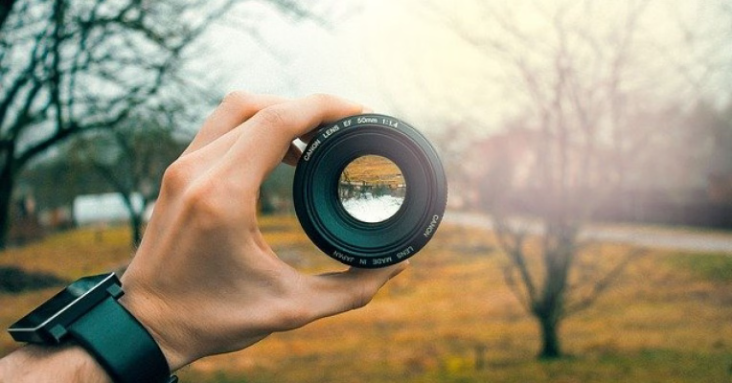 CANON LENS EF 50mm 1:1.4
CANON
LENS MADE IN JAPAN